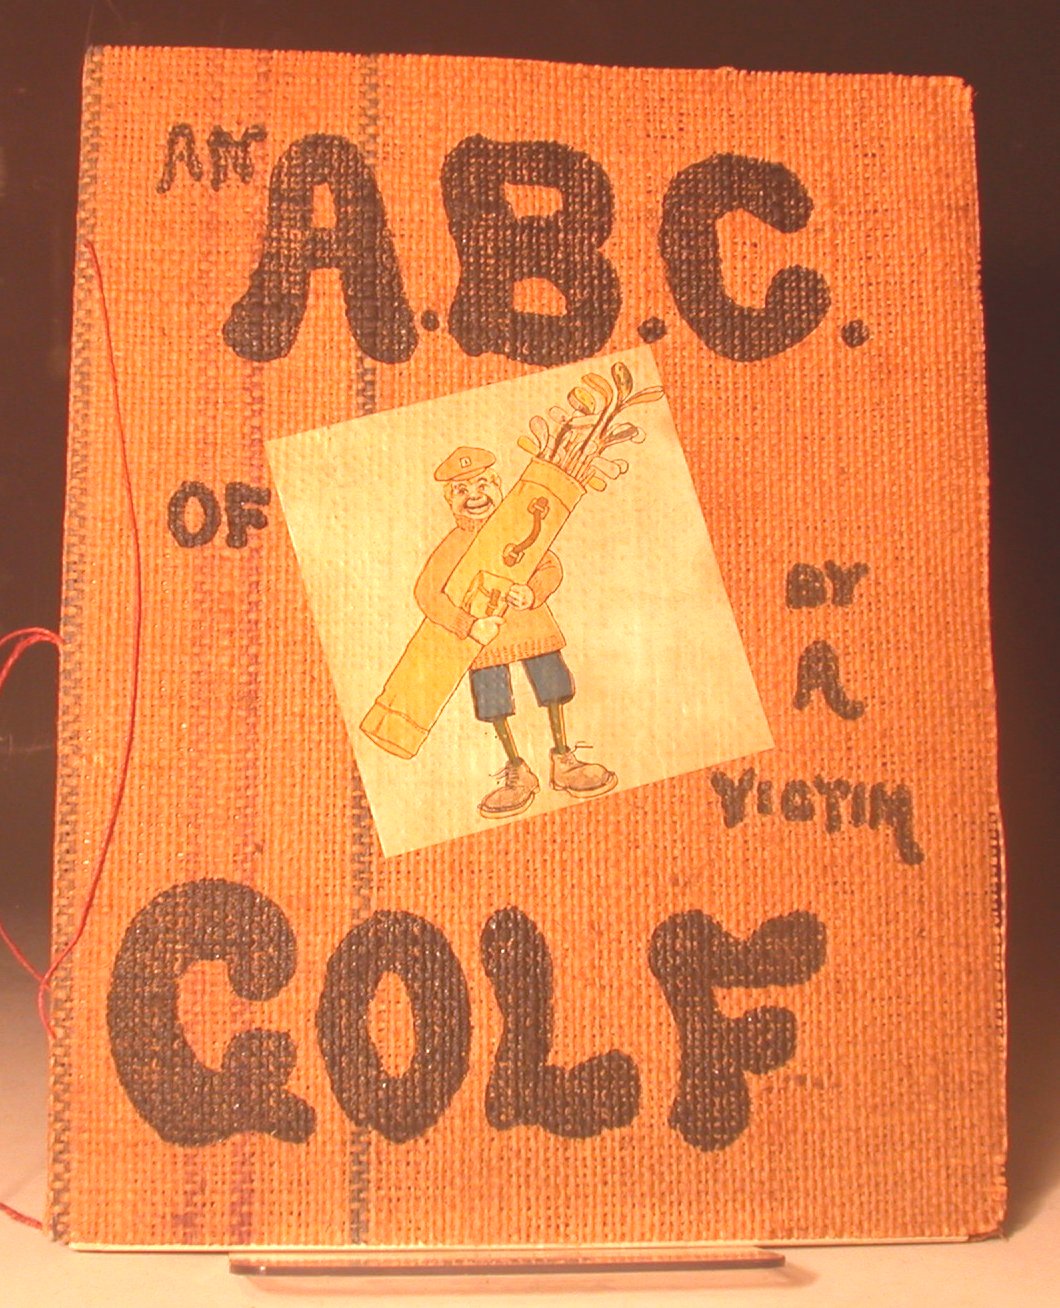 AN A.B.C.
OF
BY
A
VICTIM
GOLF